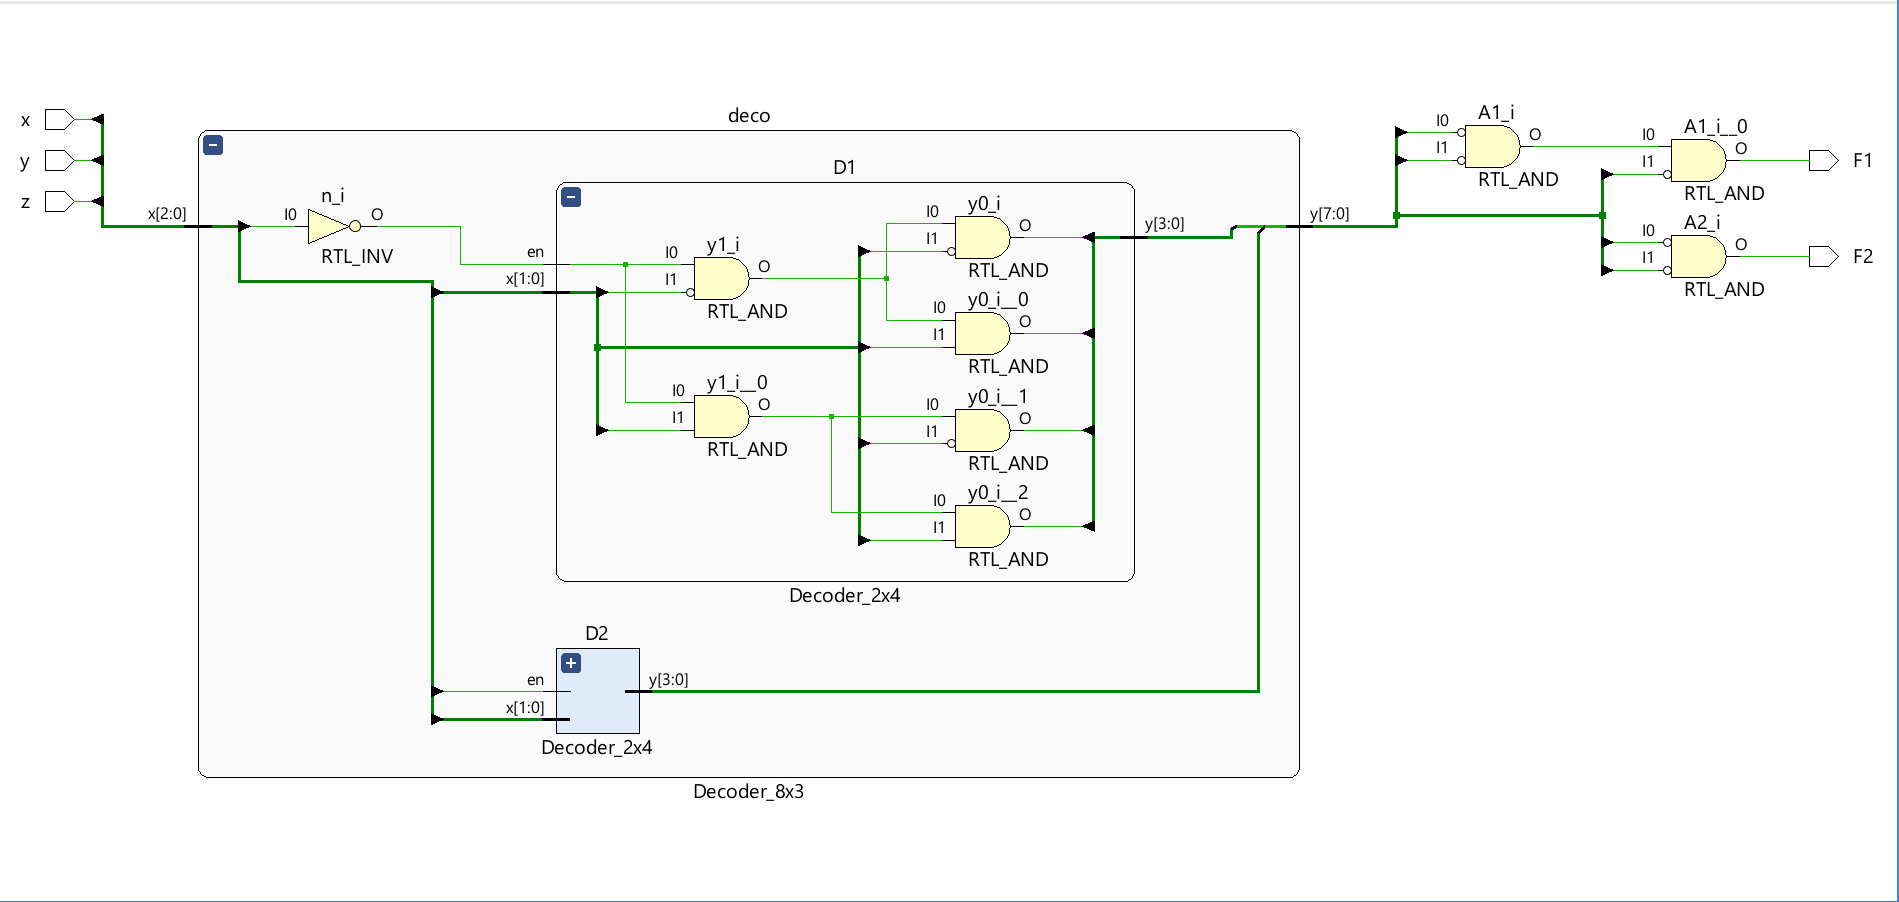 deco
x
y
z
x[2:0]
n_i
I0
O
RTL_INV
D1
en
x[1:0]
y1_i
I0
I1
O
RTL_AND
y1_i__0
I0
I1
O
RTL_AND
y0_i
I0
I1
O
RTL_AND
y0_i__0
I0
I1
O
RTL_AND
y0_i__1
I0
I1
O
RTL_AND
y0_i__2
I0
I1
O
RTL_AND
y[3:0]
Decoder_2x4
D2
en
x[1:0]
y[3:0]
Decoder_2x4
Decoder_8x3
y[7:0]
A1_i
I0
I1
O
RTL_AND
A1_i__0
I0
I1
O
RTL_AND
F1
A2_i
I0
I1
O
RTL_AND
F2